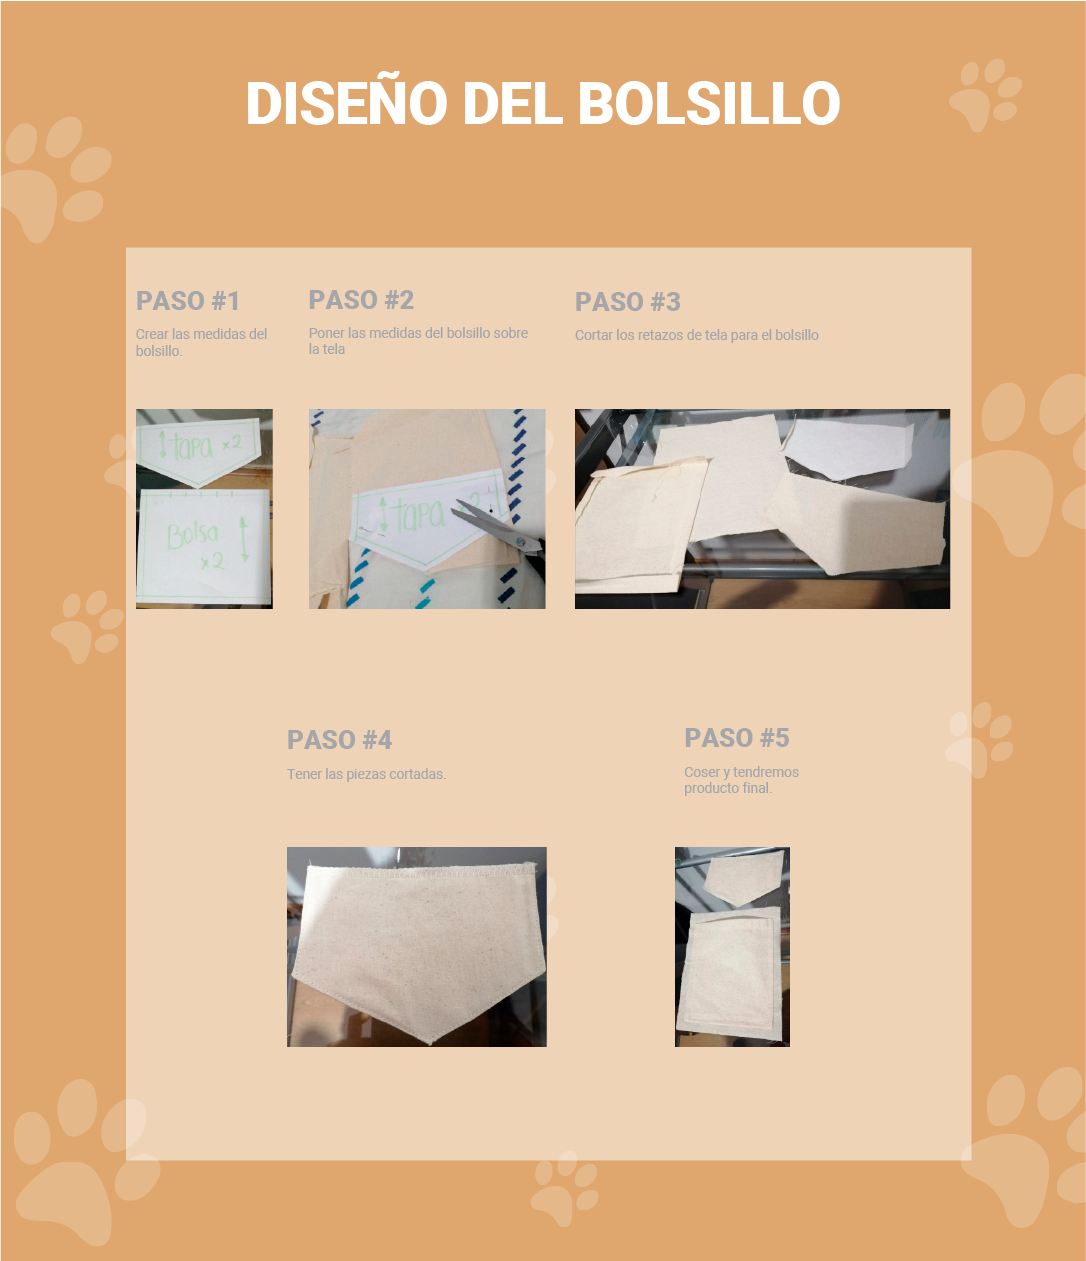 DISEÑO DEL BOLSILLO
PASO #1
Crear las medidas del
bolsillo.
PASO #2
Poner las medidas del bolsillo sobre
la tela
PASO #3
Cortar los retazos de tela para el bolsillo
tapa x2
Bolsa
x2
tapa
PASO #4
Tener las piezas cortadas.
PASO #5
Coser y tendremos
producto final.